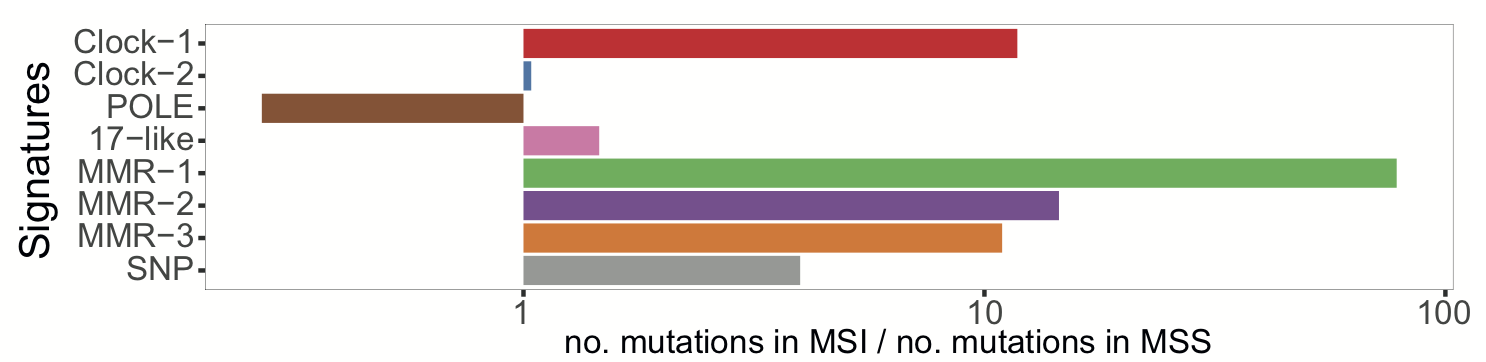 Signatures
Clock−1
Clock−2
POLE
17−like
MMR−1
MMR−2
MMR−3
SNP
1 10 100
no. mutations in MSI / no. mutations in MSS